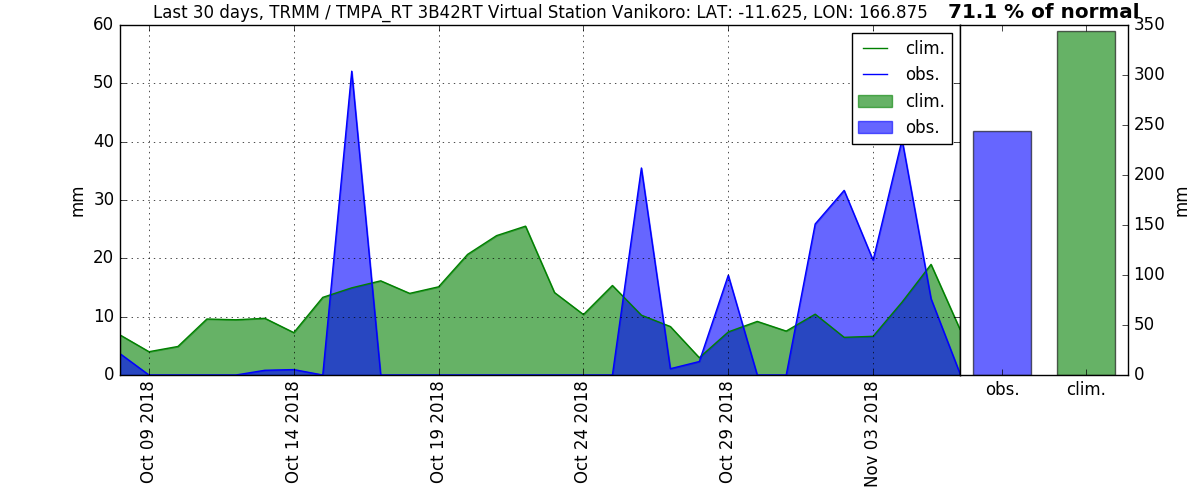 Last 30 days, TRMM / TMPA_RT 3B42RT Virtual Station Vanikoro: LAT: -11.625, LON: 166.875
71.1 % of normal
60
50
40
30
20
10
0
mm
clim.
obs.
clim.
obs.
Oct 09 2018
Oct 14 2018
Oct 19 2018
Oct 24 2018
Oct 29 2018
Nov 03 2018
350
300
250
200
150
100
50
0
mm
obs.
clim.